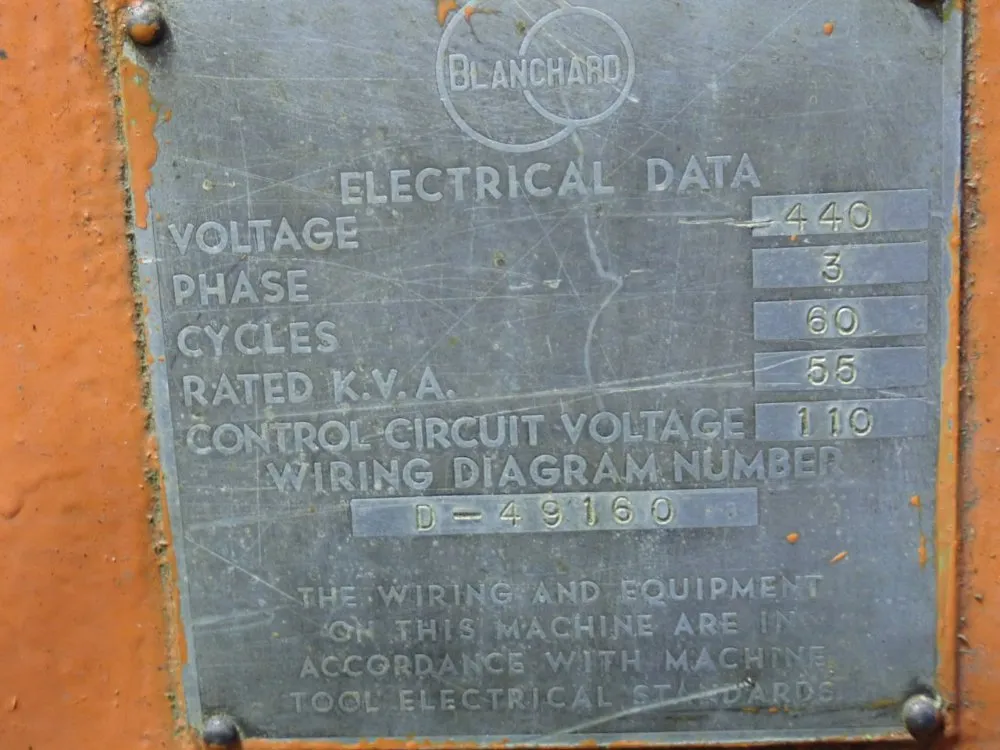 BLANCHARD
ELECTRICAL DATA
VOLTAGE 440
PHASE 3
CYCLES 60
RATED K.V.A. 55
CONTROL CIRCUIT VOLTAGE 110
WIRING DIAGRAM NUMBER
D-49160
THE WIRING AND EQUIPMENT
ON THIS MACHINE ARE IN
ACCORDANCE WITH MACHINE
TOOL ELECTRICAL STANDARDS